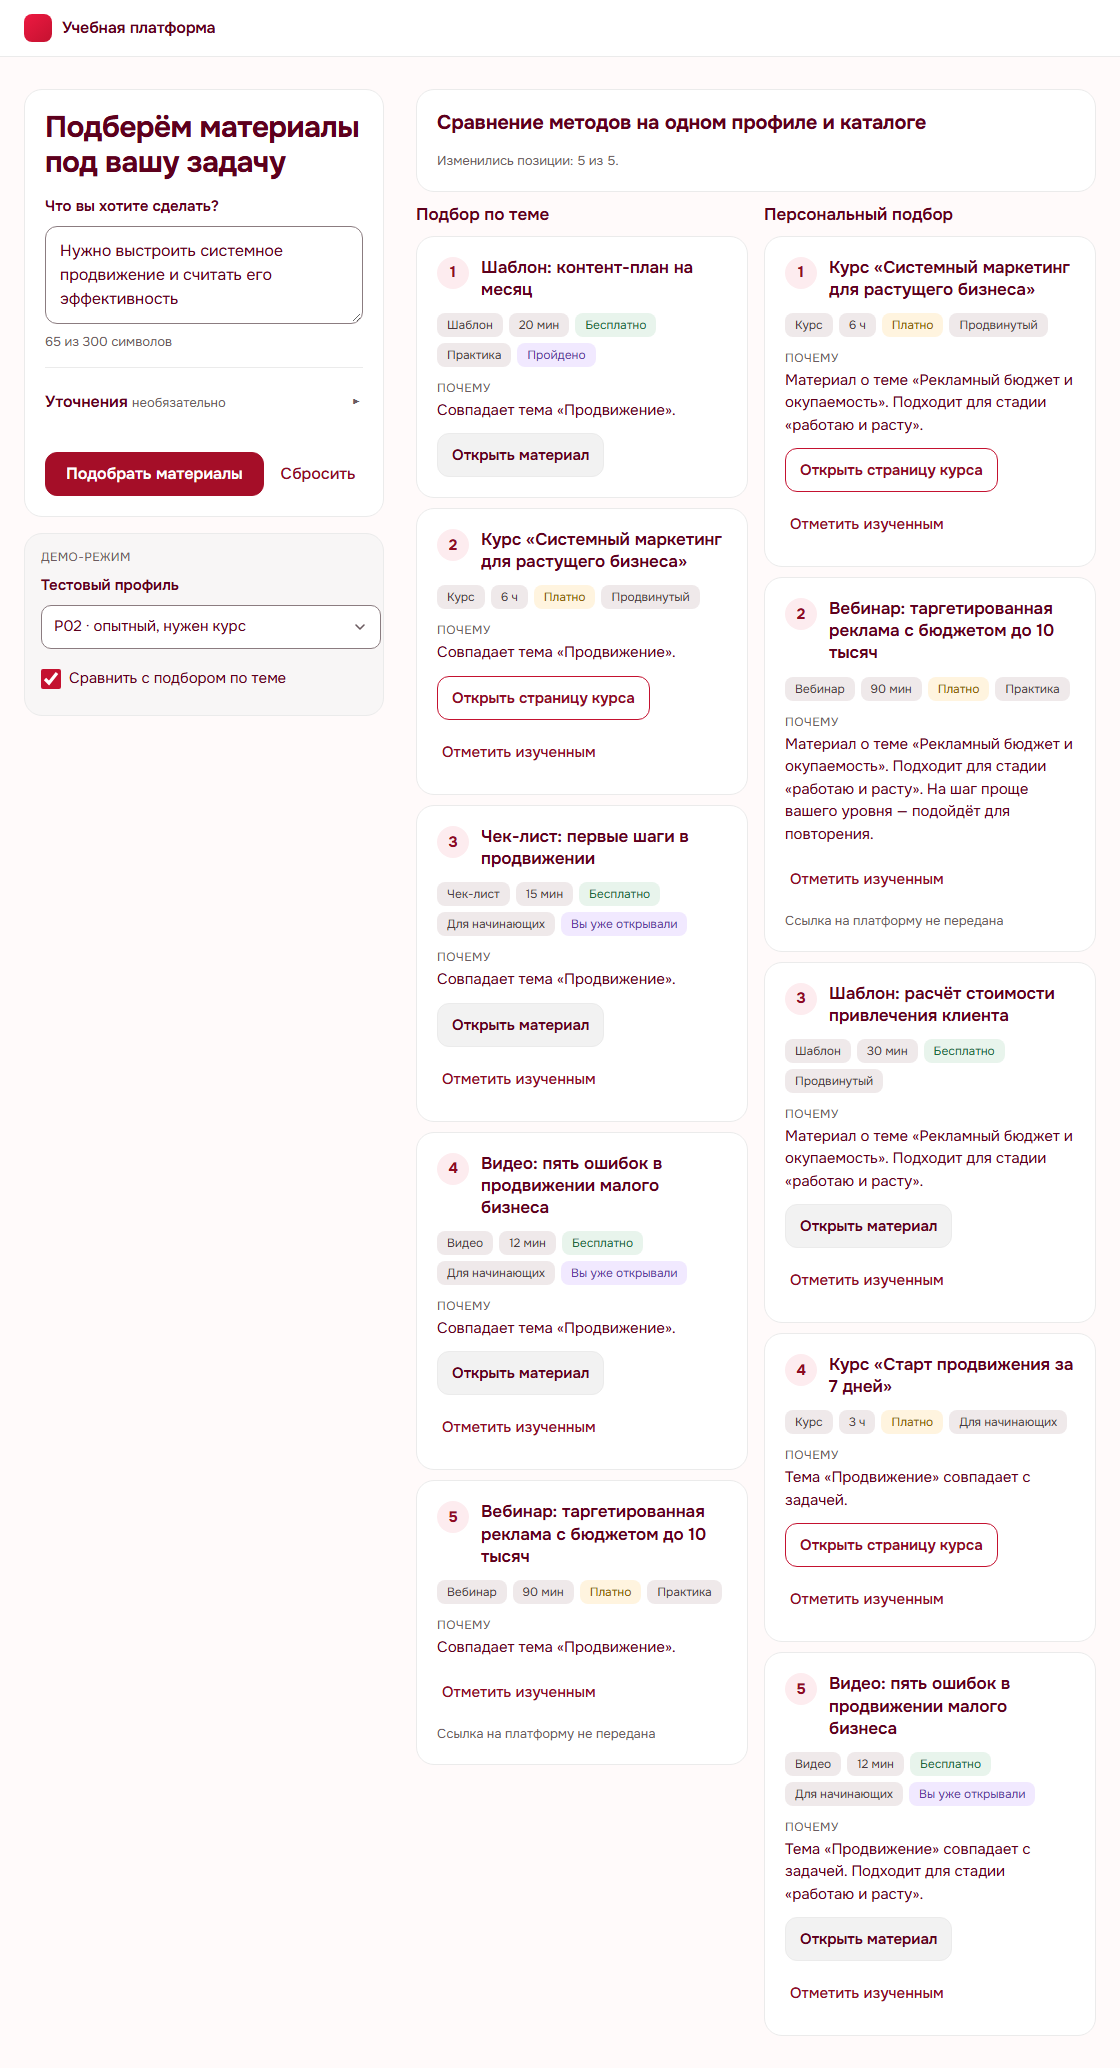 Учебная платформа
Подберём материалы
под вашу задачу
Что вы хотите сделать?
Нужно выстроить системное
продвижение и считать его
эффективность
65 из 300 символов
Уточнения необязательно
Подобрать материалы
Сбросить
ДЕМО-РЕЖИМ
Тестовый профиль
P02 · опытный, нужен курс
Сравнить с подбором по теме
Сравнение методов на одном профиле и каталоге
Изменились позиции: 5 из 5.
Подбор по теме
1
Шаблон: контент-план на
месяц
Шаблон 20 мин Бесплатно
Практика Пройдено
ПОЧЕМУ
Совпадает тема «Продвижение».
Открыть материал
2
Курс «Системный маркетинг
для растущего бизнеса»
Курс 6 ч Платно Продвинутый
ПОЧЕМУ
Совпадает тема «Продвижение».
Открыть страницу курса
Отметить изученным
3
Чек-лист: первые шаги в
продвижении
Чек-лист 15 мин Бесплатно
Для начинающих Вы уже открывали
ПОЧЕМУ
Совпадает тема «Продвижение».
Открыть материал
Отметить изученным
4
Видео: пять ошибок в
продвижении малого
бизнеса
Видео 12 мин Бесплатно
Для начинающих Вы уже открывали
ПОЧЕМУ
Совпадает тема «Продвижение».
Открыть материал
Отметить изученным
5
Вебинар: таргетированная
реклама с бюджетом до 10
тысяч
Вебинар 90 мин Платно Практика
ПОЧЕМУ
Совпадает тема «Продвижение».
Отметить изученным
Ссылка на платформу не передана
Персональный подбор
1
Курс «Системный маркетинг
для растущего бизнеса»
Курс 6 ч Платно Продвинутый
ПОЧЕМУ
Материал о теме «Рекламный бюджет и
окупаемость». Подходит для стадии
«работаю и расту».
Открыть страницу курса
Отметить изученным
2
Вебинар: таргетированная
реклама с бюджетом до 10
тысяч
Вебинар 90 мин Платно Практика
ПОЧЕМУ
Материал о теме «Рекламный бюджет и
окупаемость». Подходит для стадии
«работаю и расту». На шаг проще
вашего уровня — подойдёт для
повторения.
Отметить изученным
Ссылка на платформу не передана
3
Шаблон: расчёт стоимости
привлечения клиента
Шаблон 30 мин Бесплатно
Продвинутый
ПОЧЕМУ
Материал о теме «Рекламный бюджет и
окупаемость». Подходит для стадии
«работаю и расту».
Открыть материал
Отметить изученным
4
Курс «Старт продвижения за
7 дней»
Курс 3 ч Платно Для начинающих
ПОЧЕМУ
Тема «Продвижение» совпадает с
задачей.
Открыть страницу курса
Отметить изученным
5
Видео: пять ошибок в
продвижении малого
бизнеса
Видео 12 мин Бесплатно
Для начинающих Вы уже открывали
ПОЧЕМУ
Тема «Продвижение» совпадает с
задачей. Подходит для стадии
«работаю и расту».
Открыть материал
Отметить изученным